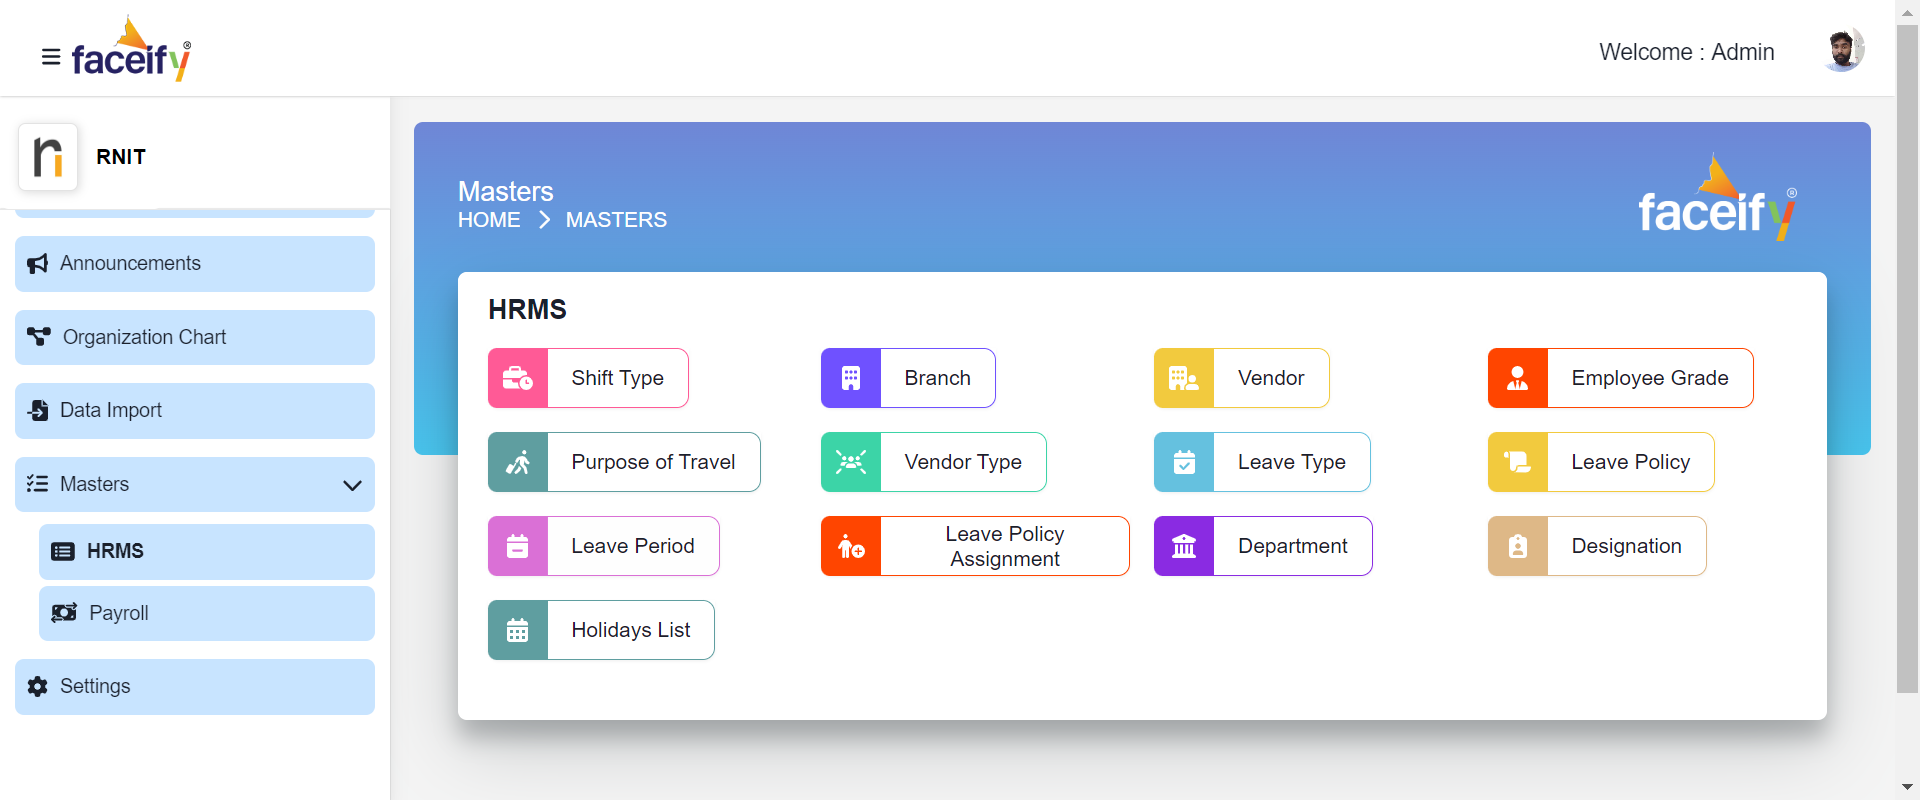 faceify®
Welcome : Admin
RNIT
Announcements
Organization Chart
Data Import
Masters
HRMS
Payroll
Settings
Masters
HOME
MASTERS
faceify®
HRMS
Shift Type
Branch
Vendor
Employee Grade
Purpose of Travel
Vendor Type
Leave Type
Leave Policy
Leave Period
Leave Policy
Assignment
Department
Designation
Holidays List